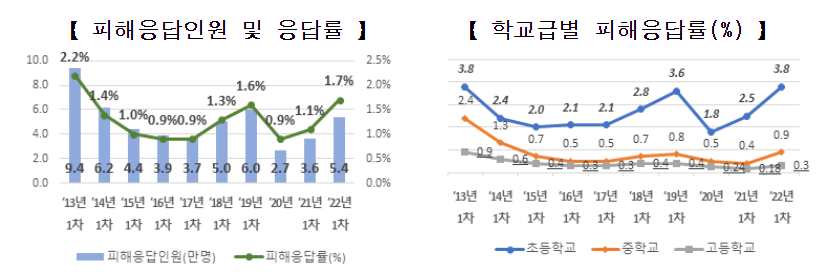 【 피해응답인원 및 응답률 】
10.0 8.0 6.0 4.0 2.0 0.0
2.5% 2.0% 1.5% 1.0% 0.5% 0.0%
2.2% 1.4% 1.0% 0.9% 0.9% 1.3% 1.6% 0.9% 1.1% 1.7%
9.4 6.2 4.4 3.9 3.7 5.0 6.0 2.7 3.6 5.4
'13년 '14년 '15년 '16년 '17년 '18년 '19년 '20년 '21년 '22년
1차 1차 1차 1차 1차 1차 1차 1차 1차
피해응답인원(만명) 피해응답률(%)
【 학교급별 피해응답률(%) 】
3.8 2.4 2.0 2.1 2.1 2.8 3.6 1.8 2.5 3.8
2.4 1.3 0.7 0.5 0.5 0.7 0.8 0.5 0.4 0.9
0.9 0.6 0.4 0.3 0.3 0.4 0.4 0.24 0.18 0.3
'13년 '14년 '15년 '16년 '17년 '18년 '19년 '20년 '21년 '22년
1차 1차 1차 1차 1차 1차 1차 1차 1차
초등학교 중학교 고등학교